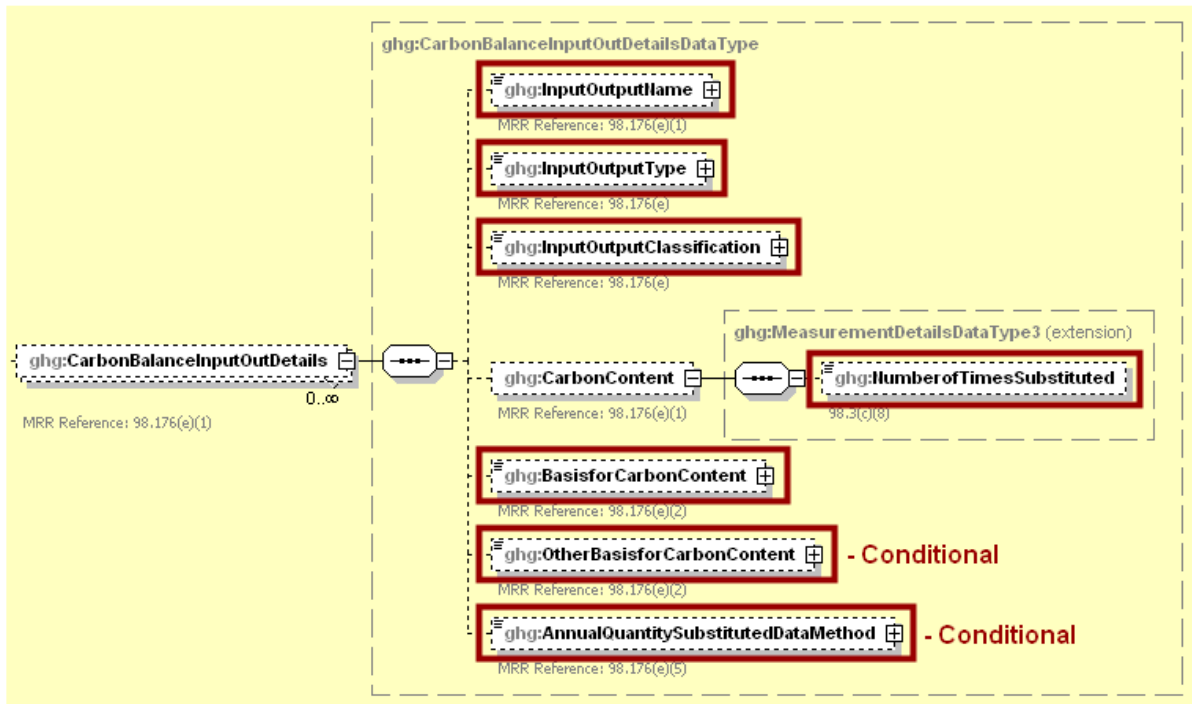 ghg:CarbonBalanceInputOutDetailsDataType
ghg:InputOutputName
MRR Reference: 98.176(e)(1)
ghg:InputOutputType
MRR Reference: 98.176(e)
ghg:InputOutputClassification
MRR Reference: 98.176(e)
ghg:MeasurementDetailsDataType3 (extension)
ghg:CarbonBalanceInputOutDetails
0..∞
MRR Reference: 98.176(e)(1)
ghg:CarbonContent
MRR Reference: 98.176(e)(1)
ghg:NumberofTimesSubstituted
98.3(c)(8)
ghg:BasisforCarbonContent
MRR Reference: 98.176(e)(2)
ghg:OtherBasisforCarbonContent - Conditional
MRR Reference: 98.176(e)(2)
ghg:AnnualQuantitySubstitutedDataMethod - Conditional
MRR Reference: 98.176(e)(5)